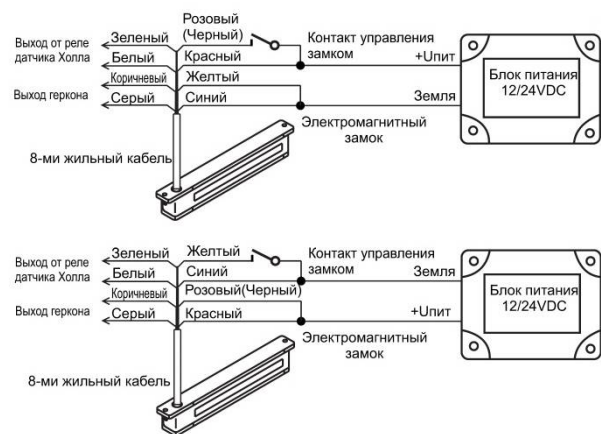 Розовый
(Черный)
Зеленый
Контакт управления
замком
Выход от реле
датчика Холла
Белый
Красный
+Uпит
Коричневый
Желтый
Блок питания
12/24VDC
Выход геркона
Серый
Синий
Земля
Электромагнитный
замок
8-ми жильный кабель
Зеленый
Желтый
Контакт управления
замком
Выход от реле
датчика Холла
Белый
Синий
Земля
Коричневый
Розовый(Черный)
Блок питания
12/24VDC
Выход геркона
Серый
Красный
+Uпит
Электромагнитный
замок
8-ми жильный кабель